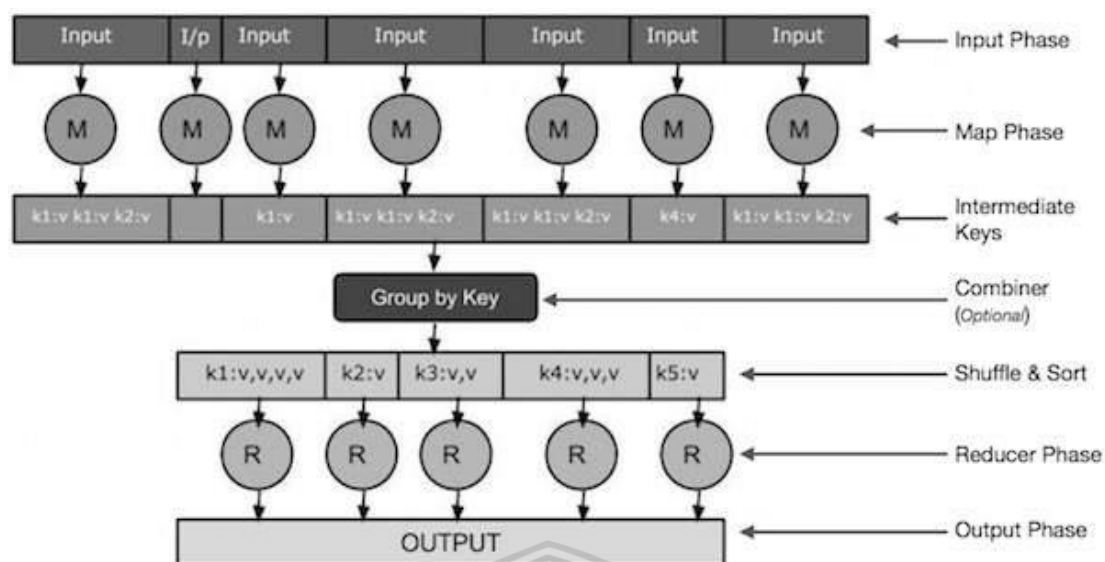 Input I/p Input Input Input Input Input
Input Phase
M M M M M M M
Map Phase
k1:v k1:v k2:v k1:v k1:v k1:v k2:v k1:v k1:v k2:v k4:v k1:v k1:v k2:v
Intermediate
Keys
Group by Key
Combiner
(Optional)
k1:v,v,v,v k2:v k3:v,v k4:v,v,v k5:v
Shuffle & Sort
R R R R R
Reducer Phase
OUTPUT
Output Phase